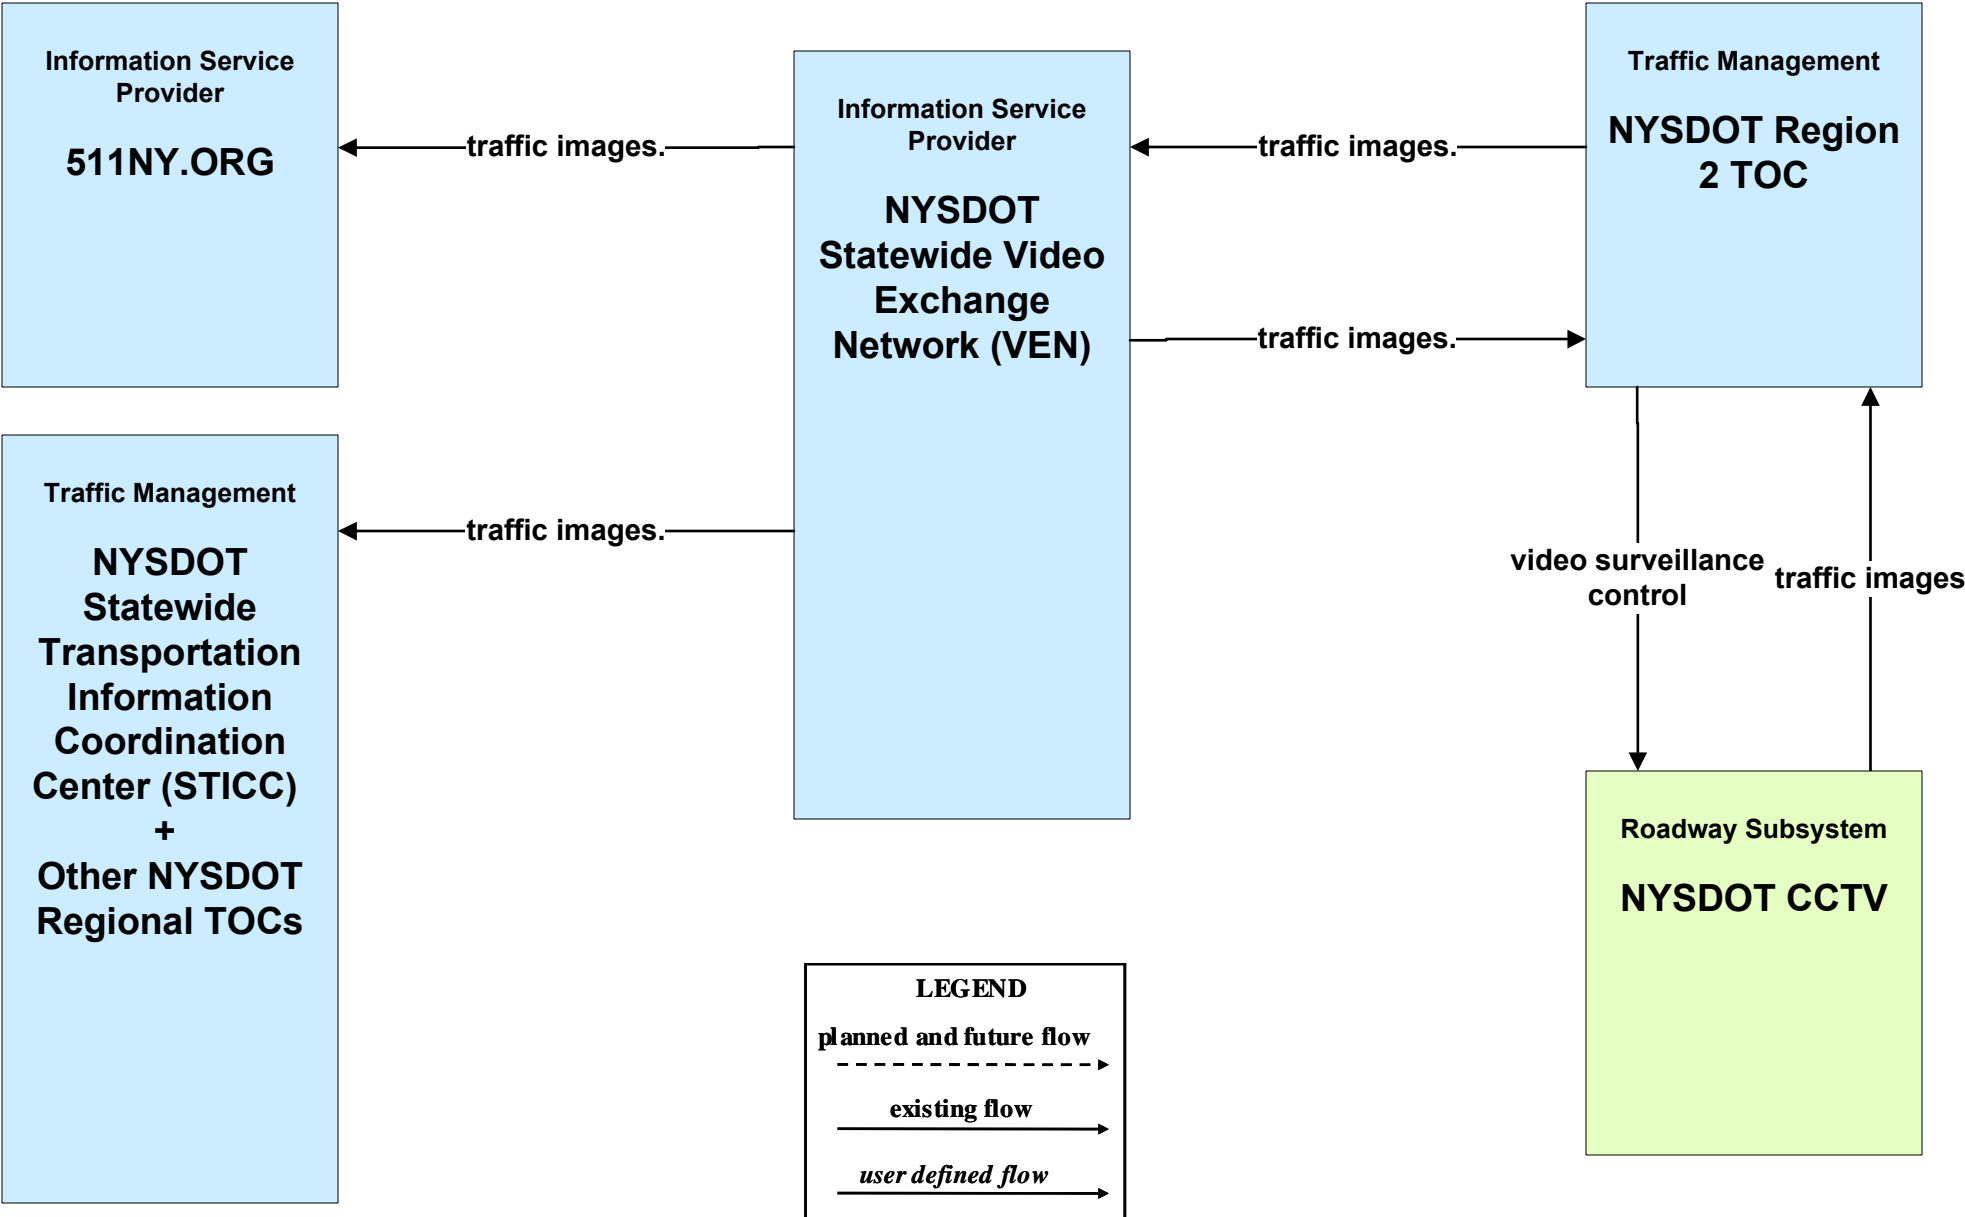 Information Service
Provider
511NY.ORG
traffic images.
Information Service
Provider
NYSDOT
Statewide Video
Exchange
Network (VEN)
traffic images.
traffic images.
Traffic Management
NYSDOT Region
2 TOC
Traffic Management
NYSDOT
Statewide
Transportation
Information
Coordination
Center (STICC)
+
Other NYSDOT
Regional TOCs
traffic images.
video surveillance
control
traffic images
Roadway Subsystem
NYSDOT CCTV
LEGEND
planned and future flow
existing flow
user defined flow